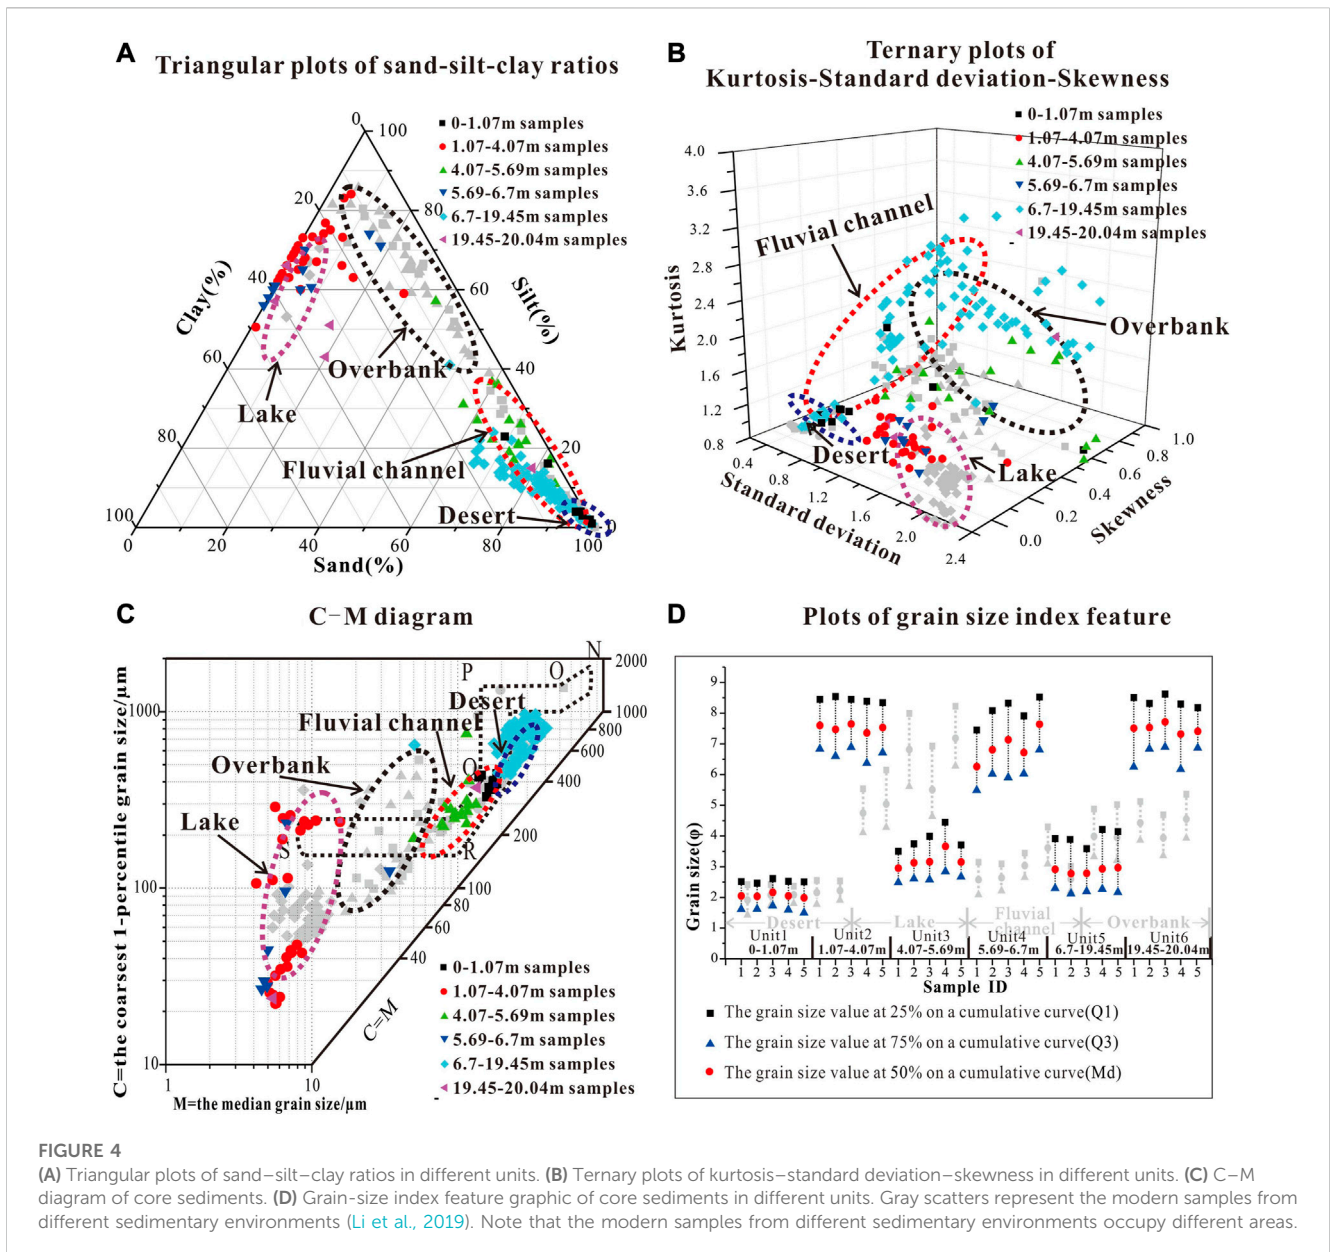 A
Triangular plots of sand-silt-clay ratios
0
100
0-1.07m samples
1.07-4.07m samples
4.07-5.69m samples
5.69-6.7m samples
6.7-19.45m samples
19.45-20.04m samples
20
80
Clay(%)
Silt(%)
40
60
Overbank
60
40
Lake
80
20
Fluvial channel
Desert
100
0
0
20
40
60
80
100
Sand(%)
B
Ternary plots of
Kurtosis-Standard deviation-Skewness
0-1.07m samples
1.07-4.07m samples
4.07-5.69m samples
5.69-6.7m samples
6.7-19.45m samples
19.45-20.04m samples
4.0
3.6
3.2
2.8
2.4
2.0
1.6
1.2
0.8
Kurtosis
Fluvial channel
Overbank
Desert
Lake
0.4
0.8
1.2
1.6
2.0
2.4
Standard deviation
0.0
0.2
0.4
0.6
0.8
1.0
Skewness
C
C-M diagram
C=the coarsest 1-percentile grain size/μm
1000
100
10
1
10
M=the median grain size/μm
N
2000
P
O
1000
Desert
800
Fluvial channel
600
Overbank
Q
400
Lake
200
S
R
100
80
60
40
C=M
0-1.07m samples
1.07-4.07m samples
4.07-5.69m samples
5.69-6.7m samples
6.7-19.45m samples
19.45-20.04m samples
D
Plots of grain size index feature
Grain size(φ)
9
8
7
6
5
4
3
2
1
0
Desert
Lake
Fluvial
channel
Overbank
Unit1
0-1.07m
Unit2
1.07-4.07m
Unit3
4.07-5.69m
Unit4
5.69-6.7m
Unit5
6.7-19.45m
Unit6
19.45-20.04m
1 2 3 4 5 1 2 3 4 5 1 2 3 4 5 1 2 3 4 5 1 2 3 4 5 1 2 3 4 5
Sample ID
The grain size value at 25% on a cumulative curve(Q1)
The grain size value at 75% on a cumulative curve(Q3)
The grain size value at 50% on a cumulative curve(Md)
FIGURE 4
(A) Triangular plots of sand–silt–clay ratios in different units. (B) Ternary plots of kurtosis–standard deviation–skewness in different units. (C) C–M
diagram of core sediments. (D) Grain-size index feature graphic of core sediments in different units. Gray scatters represent the modern samples from
different sedimentary environments (Li et al., 2019). Note that the modern samples from different sedimentary environments occupy different areas.